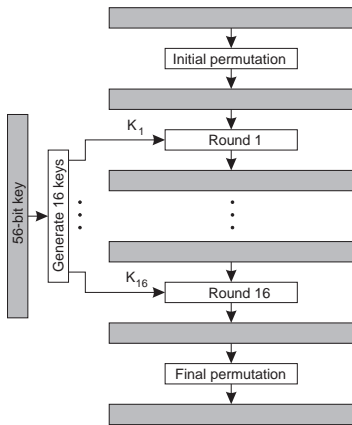 Initial permutation
K1
Round 1
56-bit key
Generate 16 keys
K16
Round 16
Final permutation